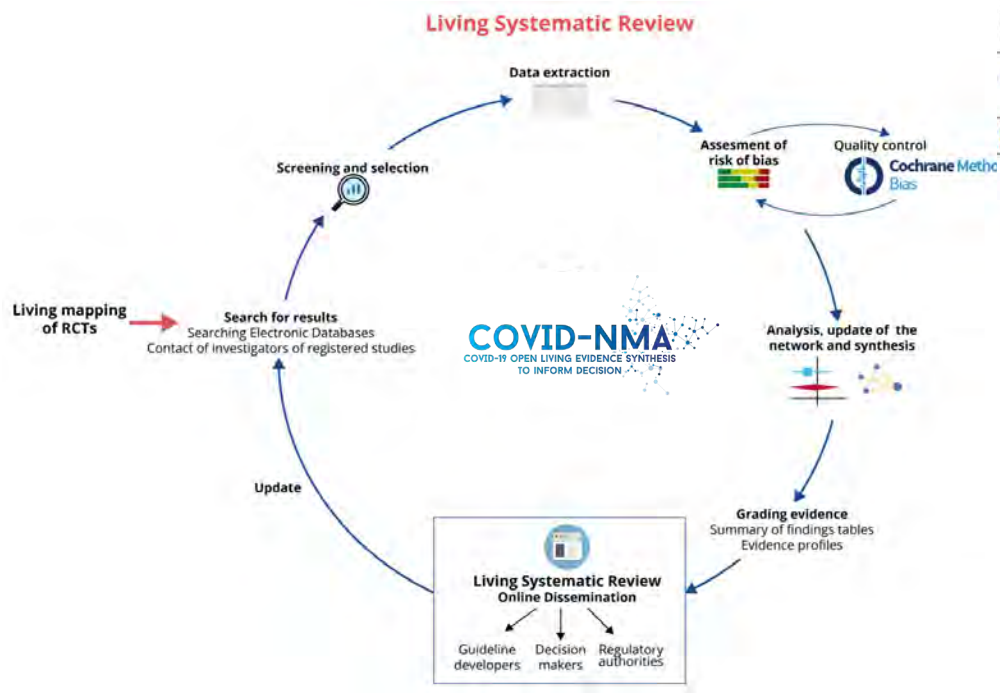 Living Systematic Review
Data extraction
Assesment of
risk of bias
Quality control
Cochrane Metho
Bias
Screening and selection
Living mapping
of RCTs
Search for results
Searching Electronic Databases
Contact of investigators of registered studies
COVID-NMA
COVID-19 OPEN LIVING EVIDENCE SYNTHESIS
TO INFORM DECISION
Analysis, update of the
network and synthesis
Update
Grading evidence
Summary of findings tables
Evidence profiles
Living Systematic Review
Online Dissemination
Guideline
developers
Decision
makers
Regulatory
authorities